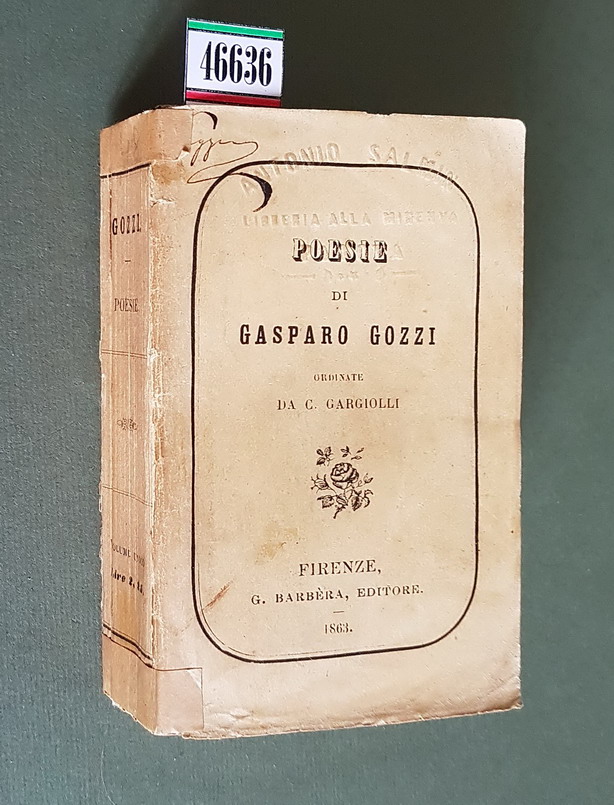 46636
ANTONIO SALMIN
LIBRERIA ALLA MINERVA
POESIE
DI
GASPARO GOZZI
ORDINATE
DA C. GARGIOLLI
FIRENZE,
G. BARBÈRA, EDITORE.
1863.
GOZZI
POESIE
VOLUME